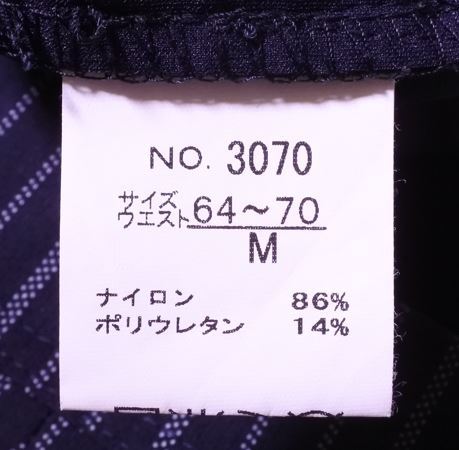 NO. 3070
サイズ
ウエスト 64～70
M
ナイロン 86%
ポリウレタン 14%